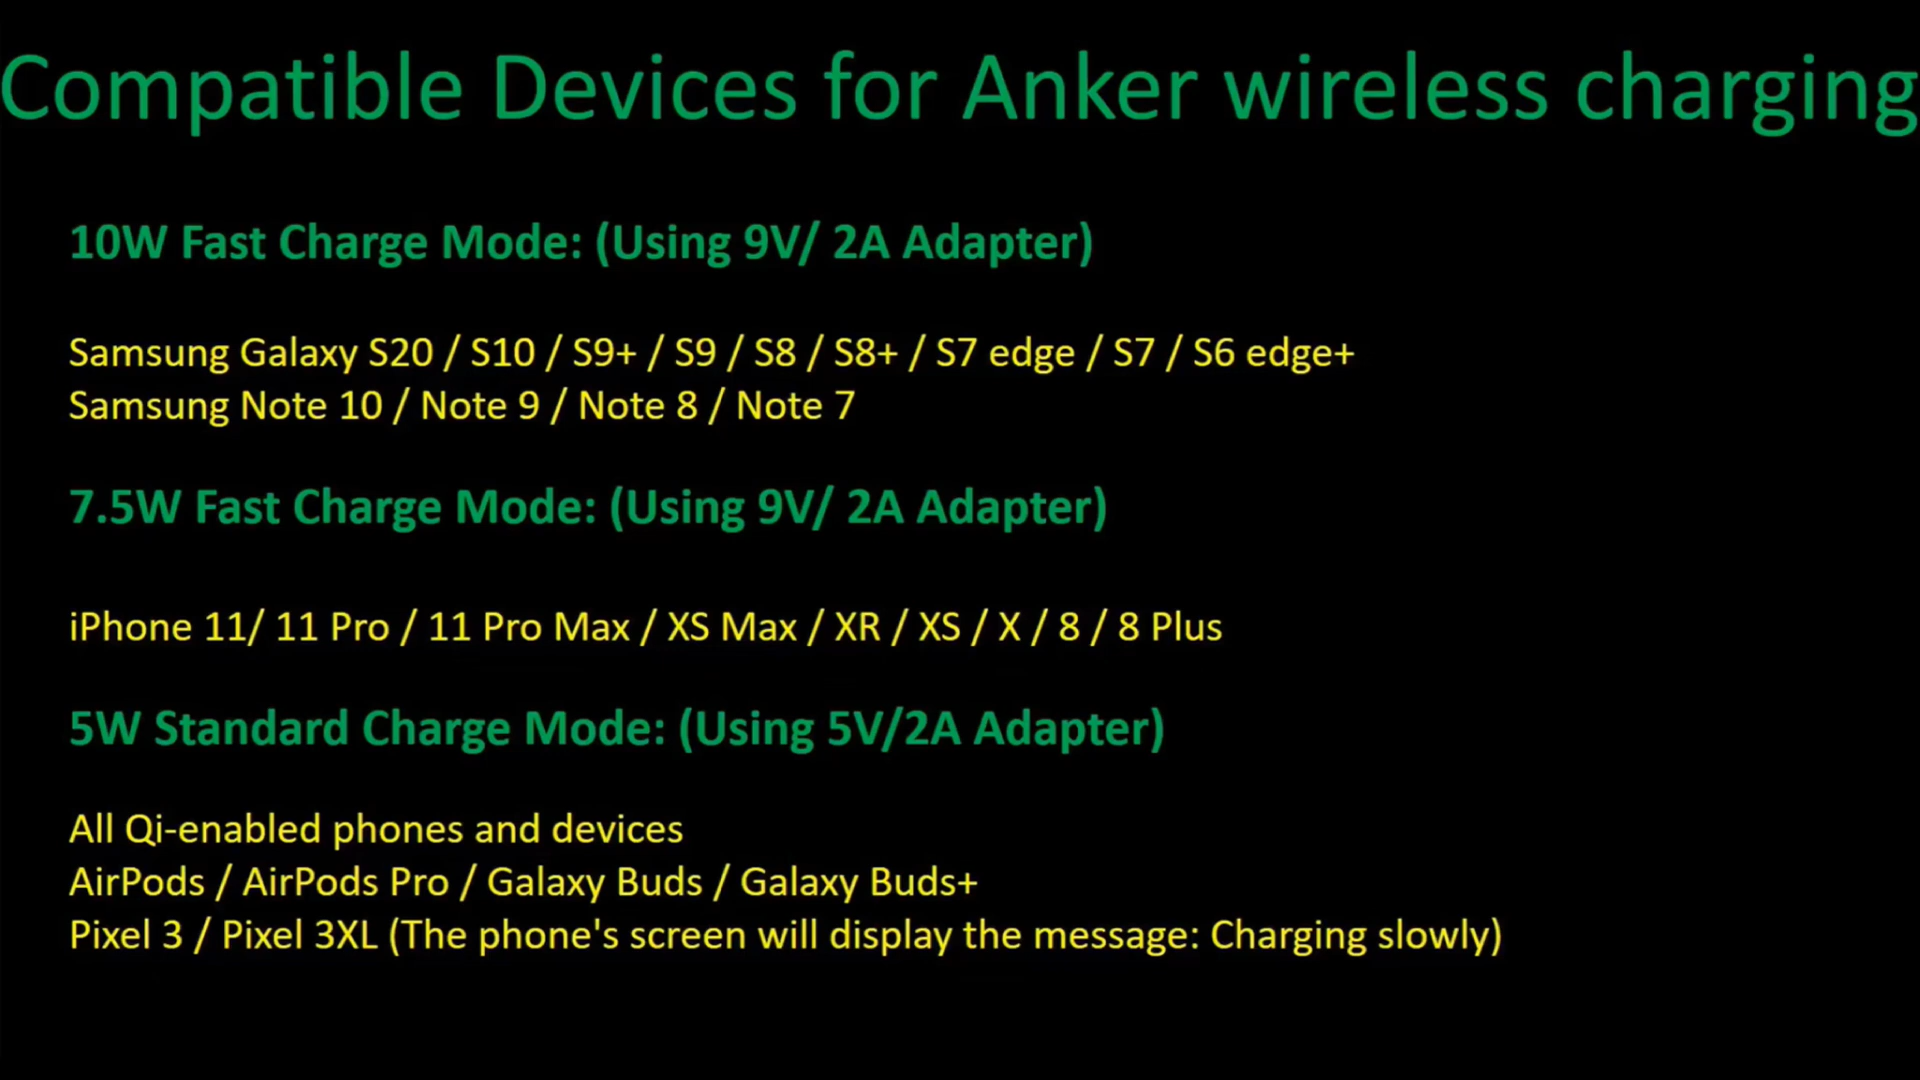 Compatible Devices for Anker wireless charging
10W Fast Charge Mode: (Using 9V/ 2A Adapter)
Samsung Galaxy S20 / S10 / S9+ / S9 / S8 / S8+ / S7 edge / S7 / S6 edge+
Samsung Note 10 / Note 9 / Note 8 / Note 7
7.5W Fast Charge Mode: (Using 9V/ 2A Adapter)
iPhone 11/ 11 Pro / 11 Pro Max / XS Max / XR / XS / X / 8 / 8 Plus
5W Standard Charge Mode: (Using 5V/2A Adapter)
All Qi-enabled phones and devices
AirPods / AirPods Pro / Galaxy Buds / Galaxy Buds+
Pixel 3 / Pixel 3XL (The phone's screen will display the message: Charging slowly)